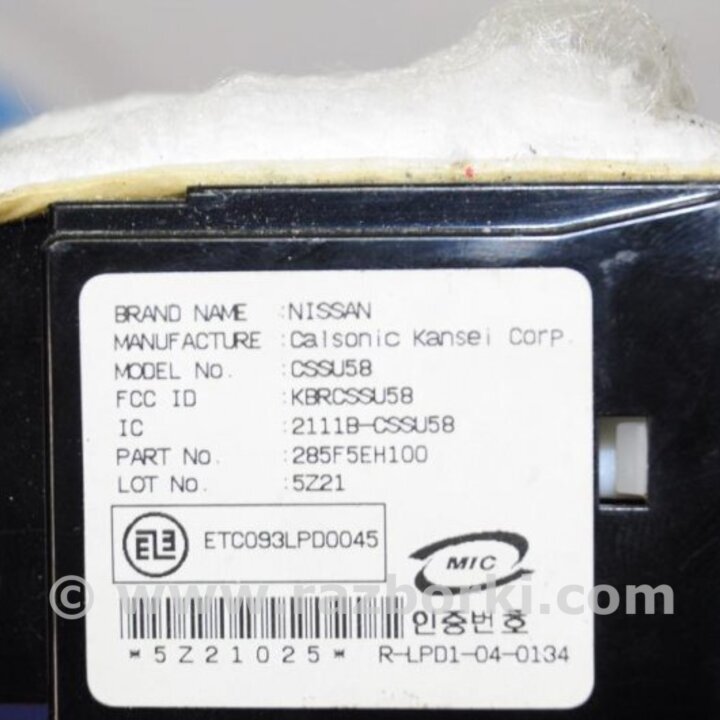 BRAND NAME :NISSAN
MANUFACTURE :Calsonic Kansei Corp.
MODEL No. :CSSU58
FCC ID :KBRCSSU58
IC :2111B-CSSU58
PART No. :285F5EH100
LOT No. :5Z21
ETC093LPD0045
MIC
© www.razborki.com
인증번호
*5Z21025* R-LPD1-04-0134